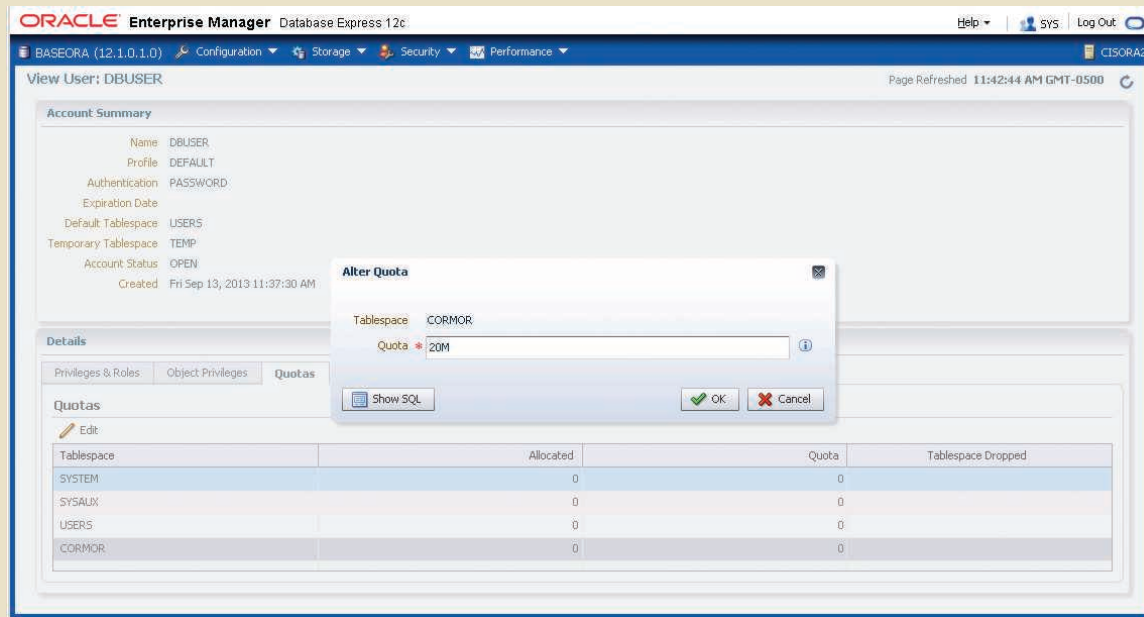 ORACLE Enterprise Manager Database Express 12c Help SYS Log Out
BASEORA (12.1.0.1.0) Configuration Storage Security Performance CISORA2
View User: DBUSER Page Refreshed 11:42:44 AM GMT-0500
Account Summary
Name DBUSER
Profile DEFAULT
Authentication PASSWORD
Expiration Date
Default Tablespace USERS
Temporary Tablespace TEMP
Account Status OPEN
Created Fri Sep 13, 2013 11:37:30 AM
Alter Quota
Tablespace CORMOR
Quota * 20M
Show SQL OK Cancel
Details
Privileges & Roles Object Privileges Quotas
Quotas
Edit
Tablespace Allocated Quota Tablespace Dropped
SYSTEM 0 0
SYSAUX 0 0
USERS 0 0
CORMOR 0 0